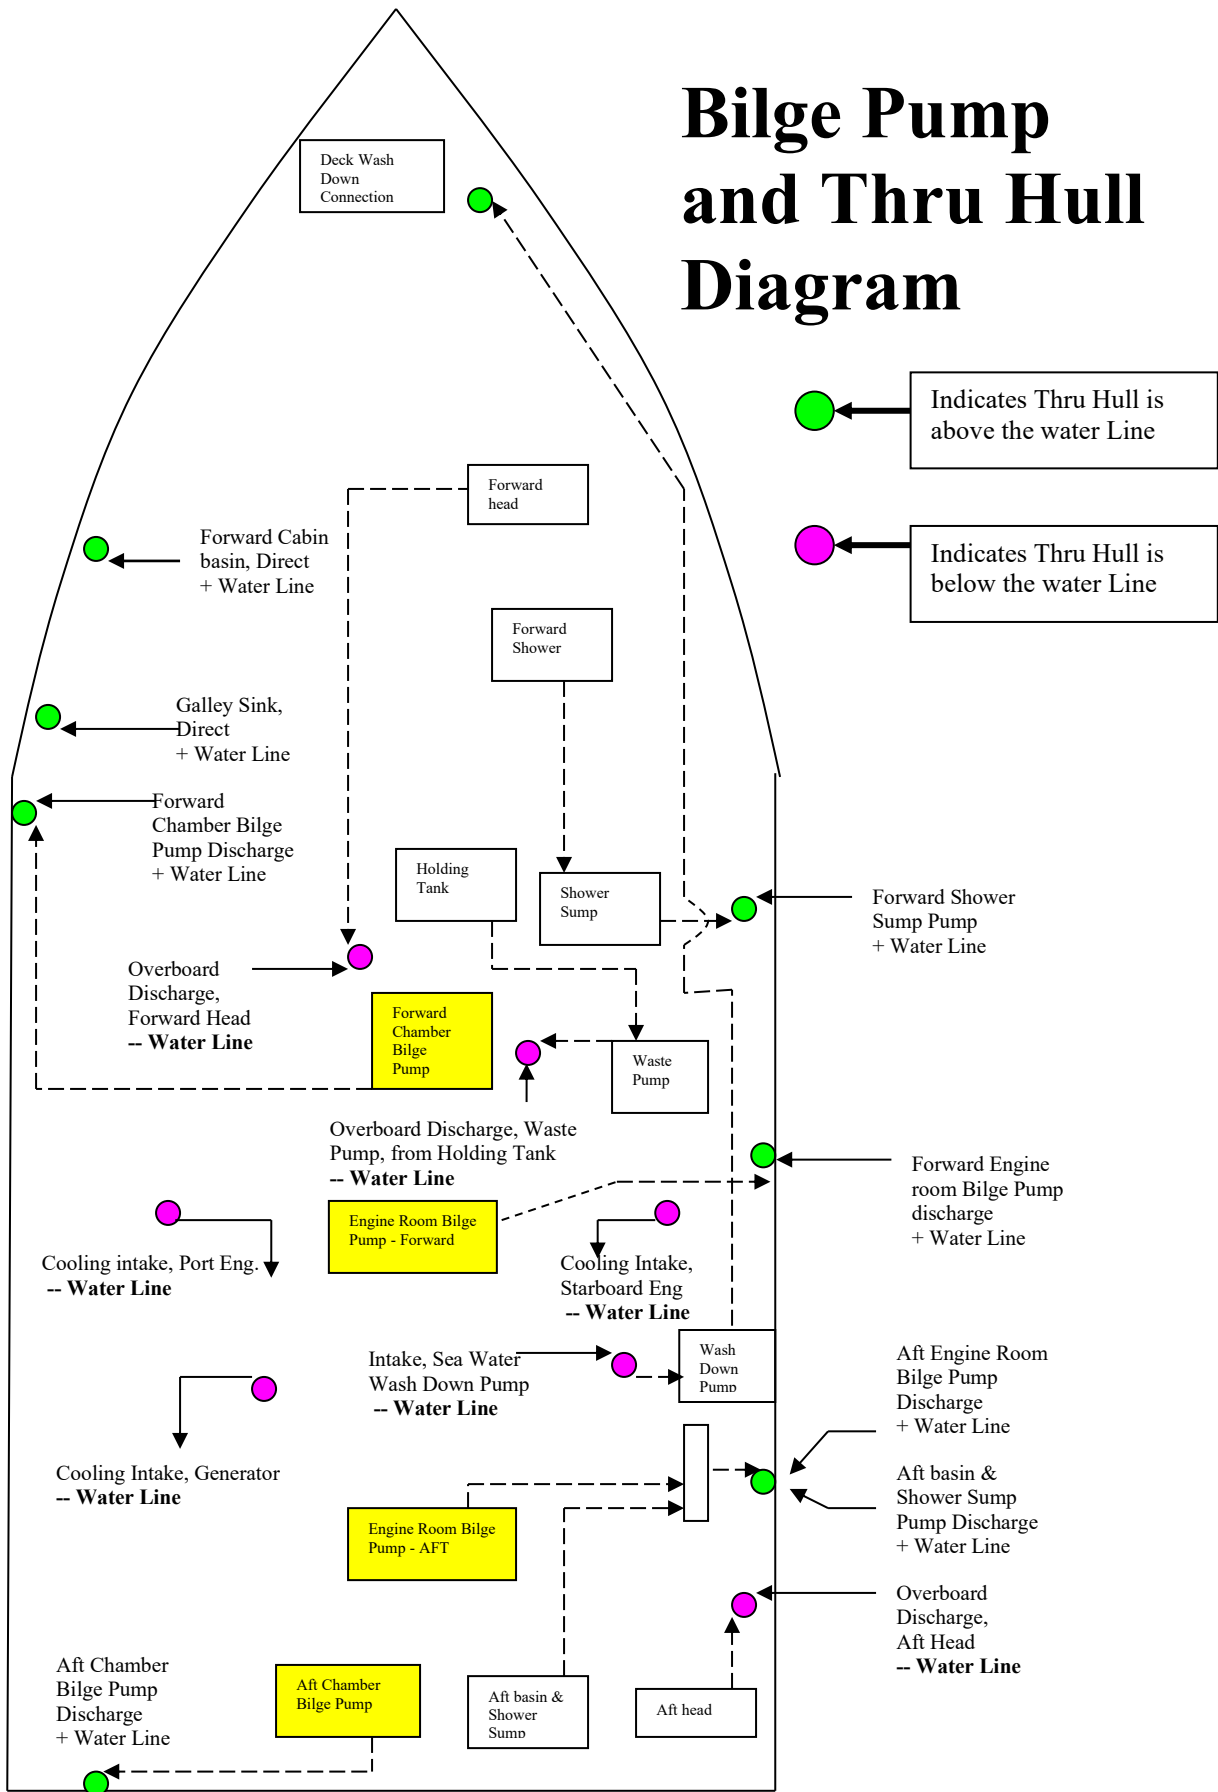 Bilge Pump
and Thru Hull
Diagram
Deck Wash
Down
Connection
Indicates Thru Hull is
above the water Line
Indicates Thru Hull is
below the water Line
Forward
head
Forward Cabin
basin, Direct
+ Water Line
Forward
Shower
Galley Sink,
Direct
+ Water Line
Forward
Chamber Bilge
Pump Discharge
+ Water Line
Holding
Tank
Shower
Sump
Forward Shower
Sump Pump
+ Water Line
Overboard
Discharge,
Forward Head
-- Water Line
Forward
Chamber
Bilge
Pump
Waste
Pump
Overboard Discharge, Waste
Pump, from Holding Tank
-- Water Line
Forward Engine
room Bilge Pump
discharge
+ Water Line
Engine Room Bilge
Pump - Forward
Cooling intake, Port Eng.
-- Water Line
Cooling Intake,
Starboard Eng
-- Water Line
Intake, Sea Water
Wash Down Pump
-- Water Line
Wash
Down
Pump
Aft Engine Room
Bilge Pump
Discharge
+ Water Line
Cooling Intake, Generator
-- Water Line
Aft basin &
Shower Sump
Pump Discharge
+ Water Line
Engine Room Bilge
Pump - AFT
Overboard
Discharge,
Aft Head
-- Water Line
Aft Chamber
Bilge Pump
Discharge
+ Water Line
Aft Chamber
Bilge Pump
Aft basin &
Shower
Sump
Aft head